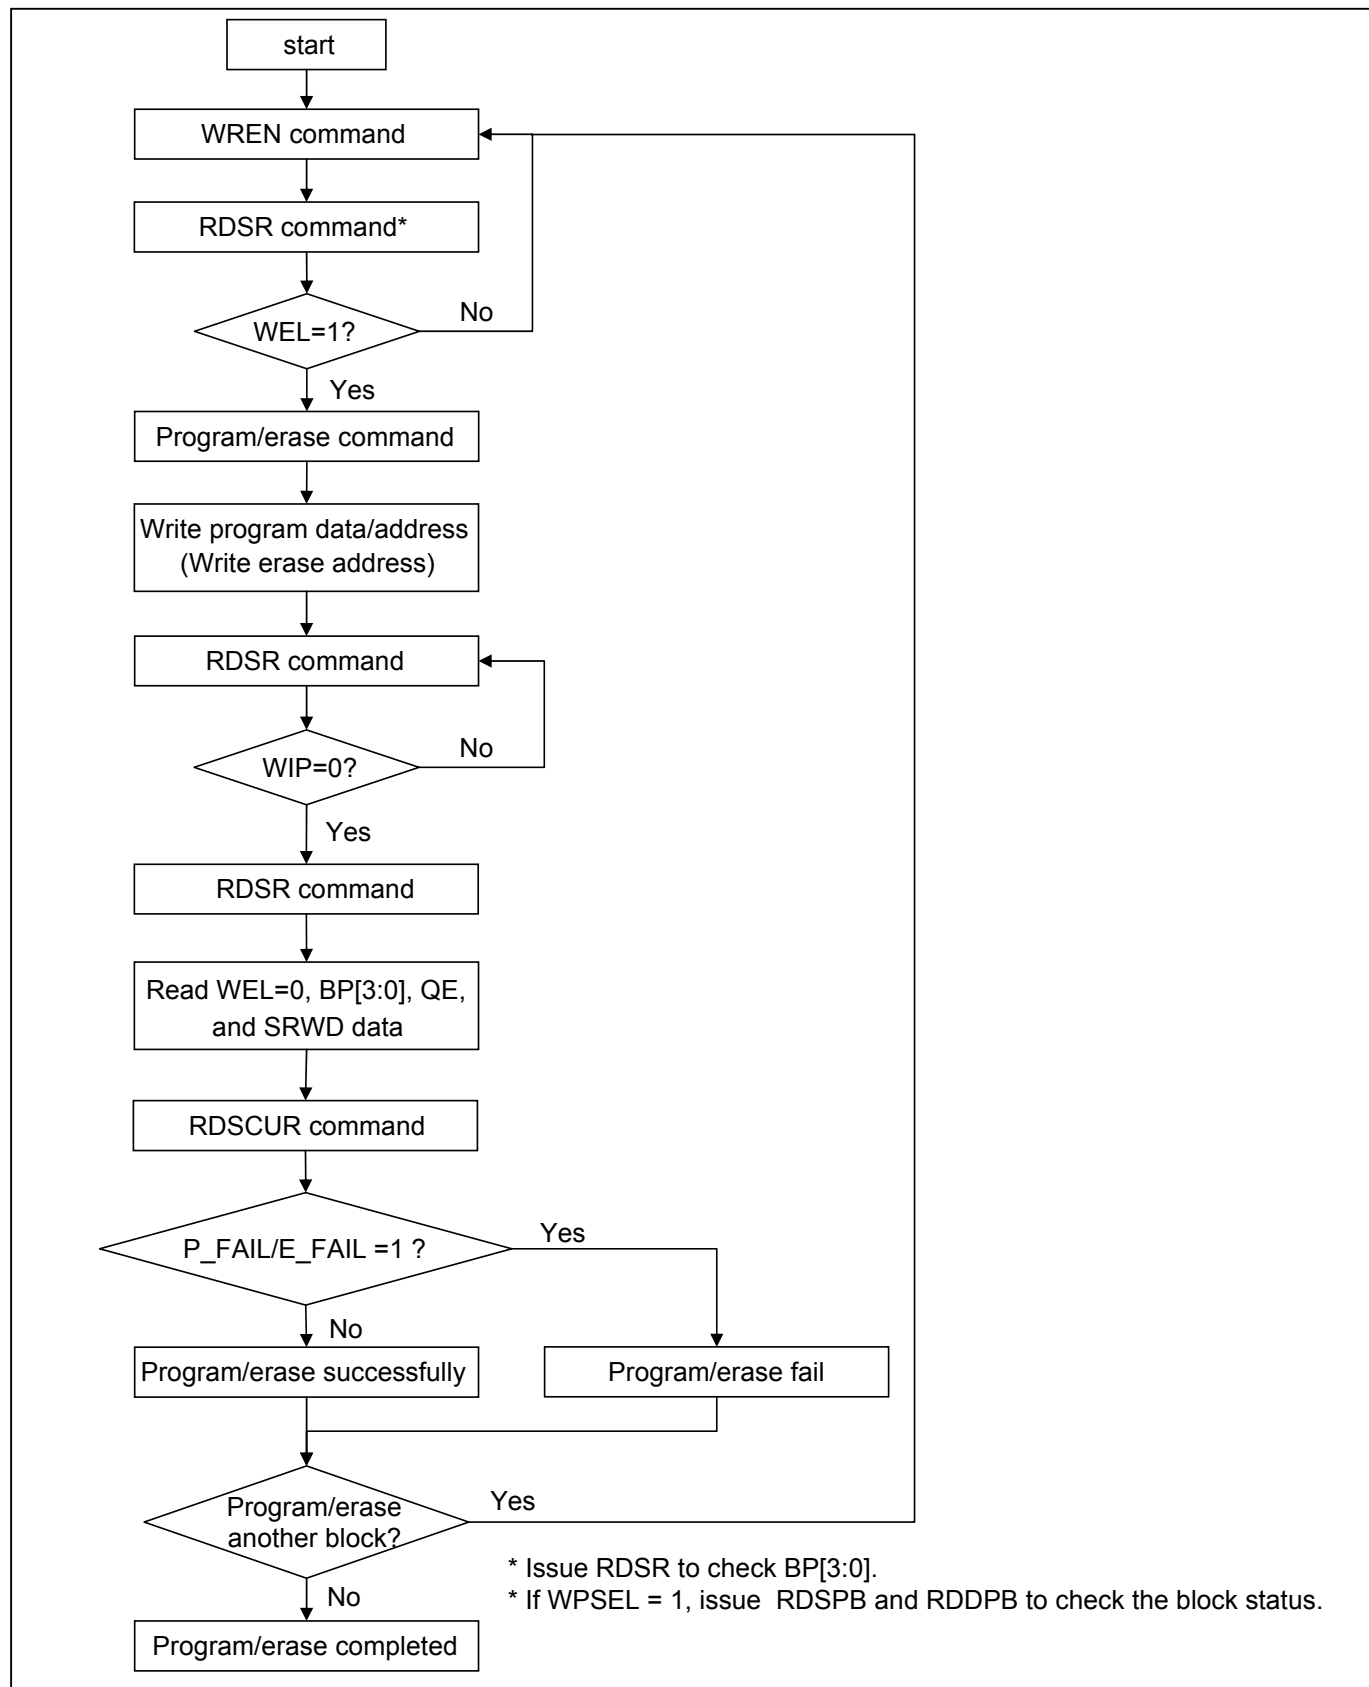 start
WREN command
RDSR command*
WEL=1?
No
Yes
Program/erase command
Write program data/address
(Write erase address)
RDSR command
WIP=0?
No
Yes
RDSR command
Read WEL=0, BP[3:0], QE,
and SRWD data
RDSCUR command
P_FAIL/E_FAIL =1 ?
Yes
No
Program/erase successfully
Program/erase fail
Program/erase
another block?
Yes
* Issue RDSR to check BP[3:0].
* If WPSEL = 1, issue RDSPB and RDDPB to check the block status.
No
Program/erase completed